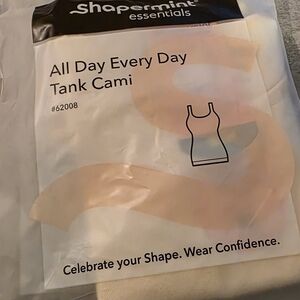 Shapermint
essentials
All Day Every Day
Tank Cami
#62008
Celebrate your Shape. Wear Confidence.